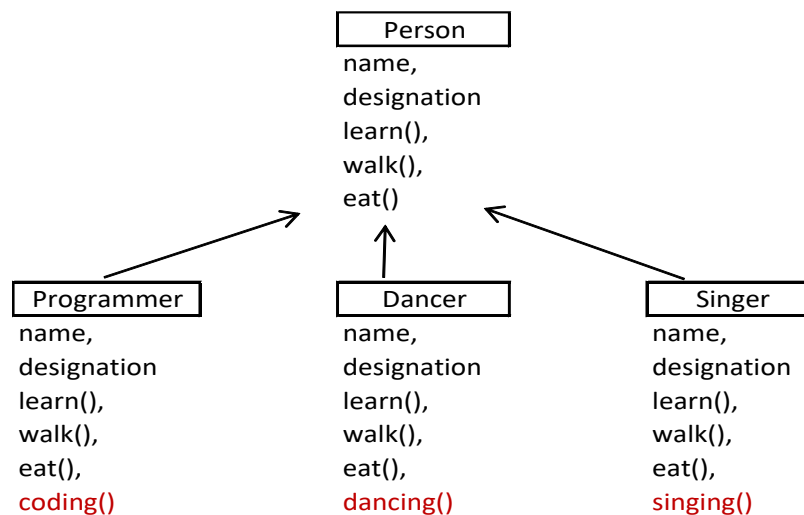 Person
name,
designation
learn(),
walk(),
eat()
Programmer
name,
designation
learn(),
walk(),
eat(),
coding()
Dancer
name,
designation
learn(),
walk(),
eat(),
dancing()
Singer
name,
designation
learn(),
walk(),
eat(),
singing()